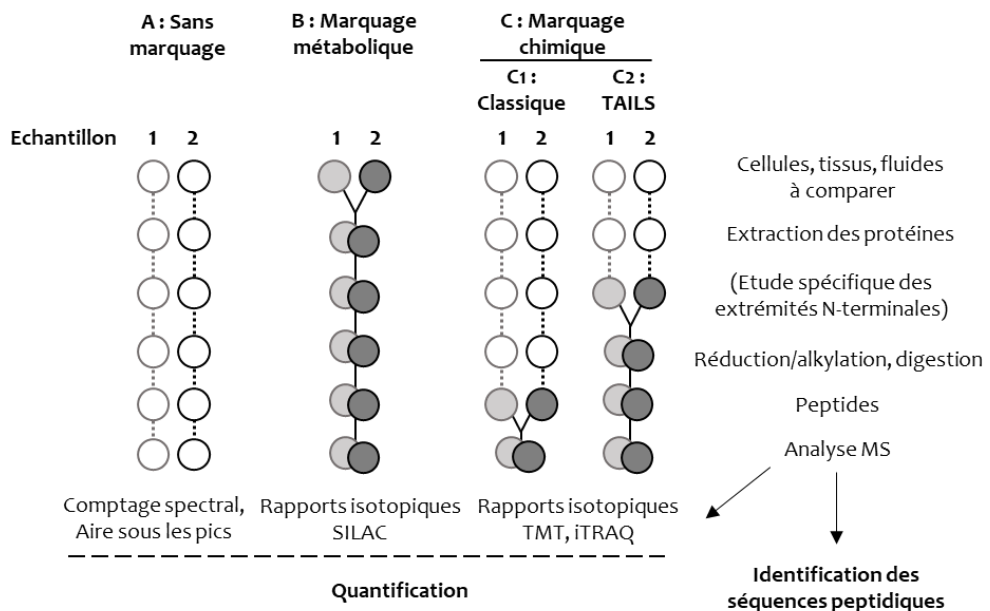 A : Sans
marquage
B : Marquage
métabolique
C : Marquage
chimique
C1 :
Classique
C2 :
TAILS
Echantillon 1 2 1 2 1 2 1 2
Cellules, tissus, fluides
à comparer
Extraction des protéines
(Etude spécifique des
extrémités N-terminales)
Réduction/alkylation, digestion
Peptides
Analyse MS
Comptage spectral,
Aire sous les pics
Rapports isotopiques
SILAC
Rapports isotopiques
TMT, iTRAQ
Quantification
Identification des
séquences peptidiques